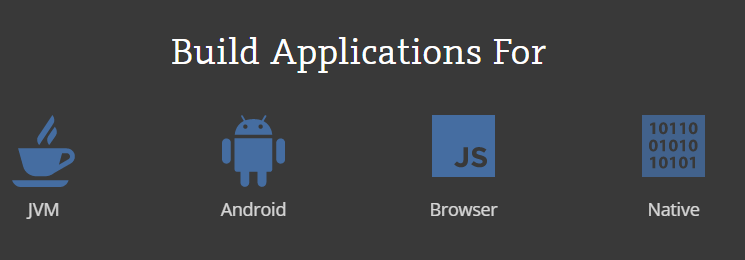 Build Applications For
JS
10110
01010
10101
JVM
Android
Browser
Native